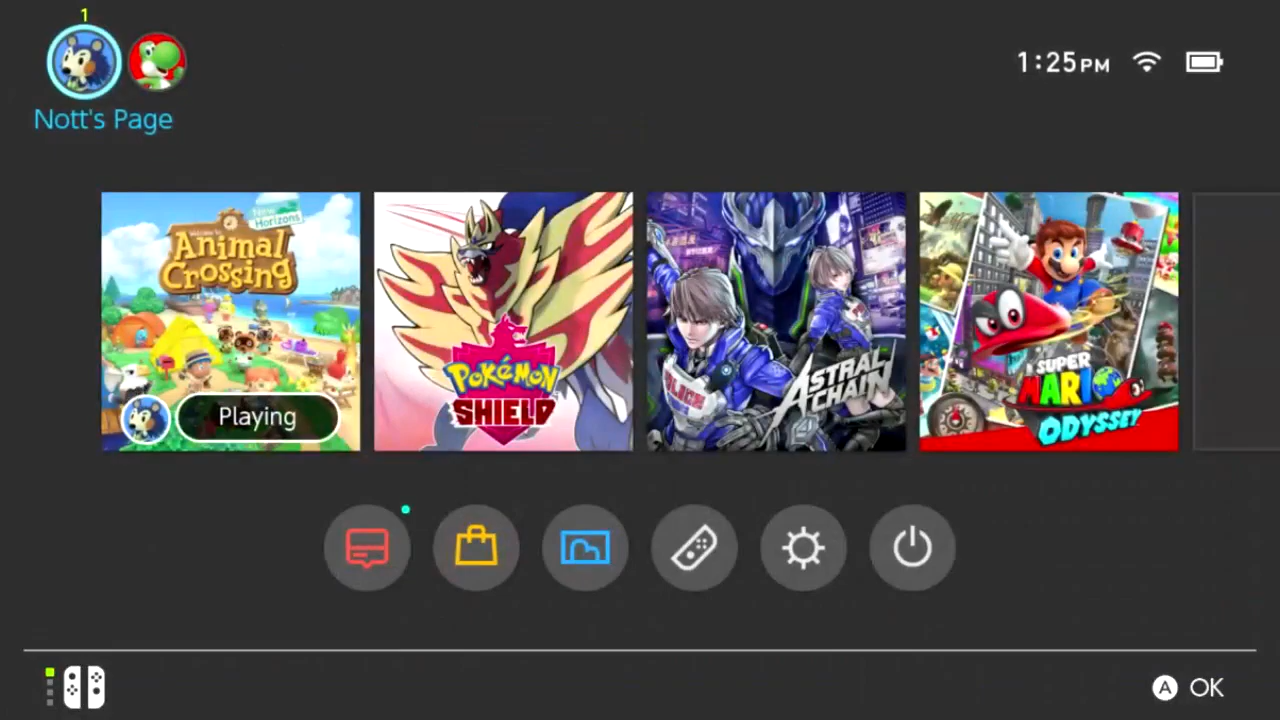 1
Nott's Page
1:25PM
Welcome to
Animal
Crossing
New
Horizons
Playing
POKéMON
SHIELD
POLICE
ASTRAL
CHAIN
SUPER
MARIO
ODYSSEY
A OK